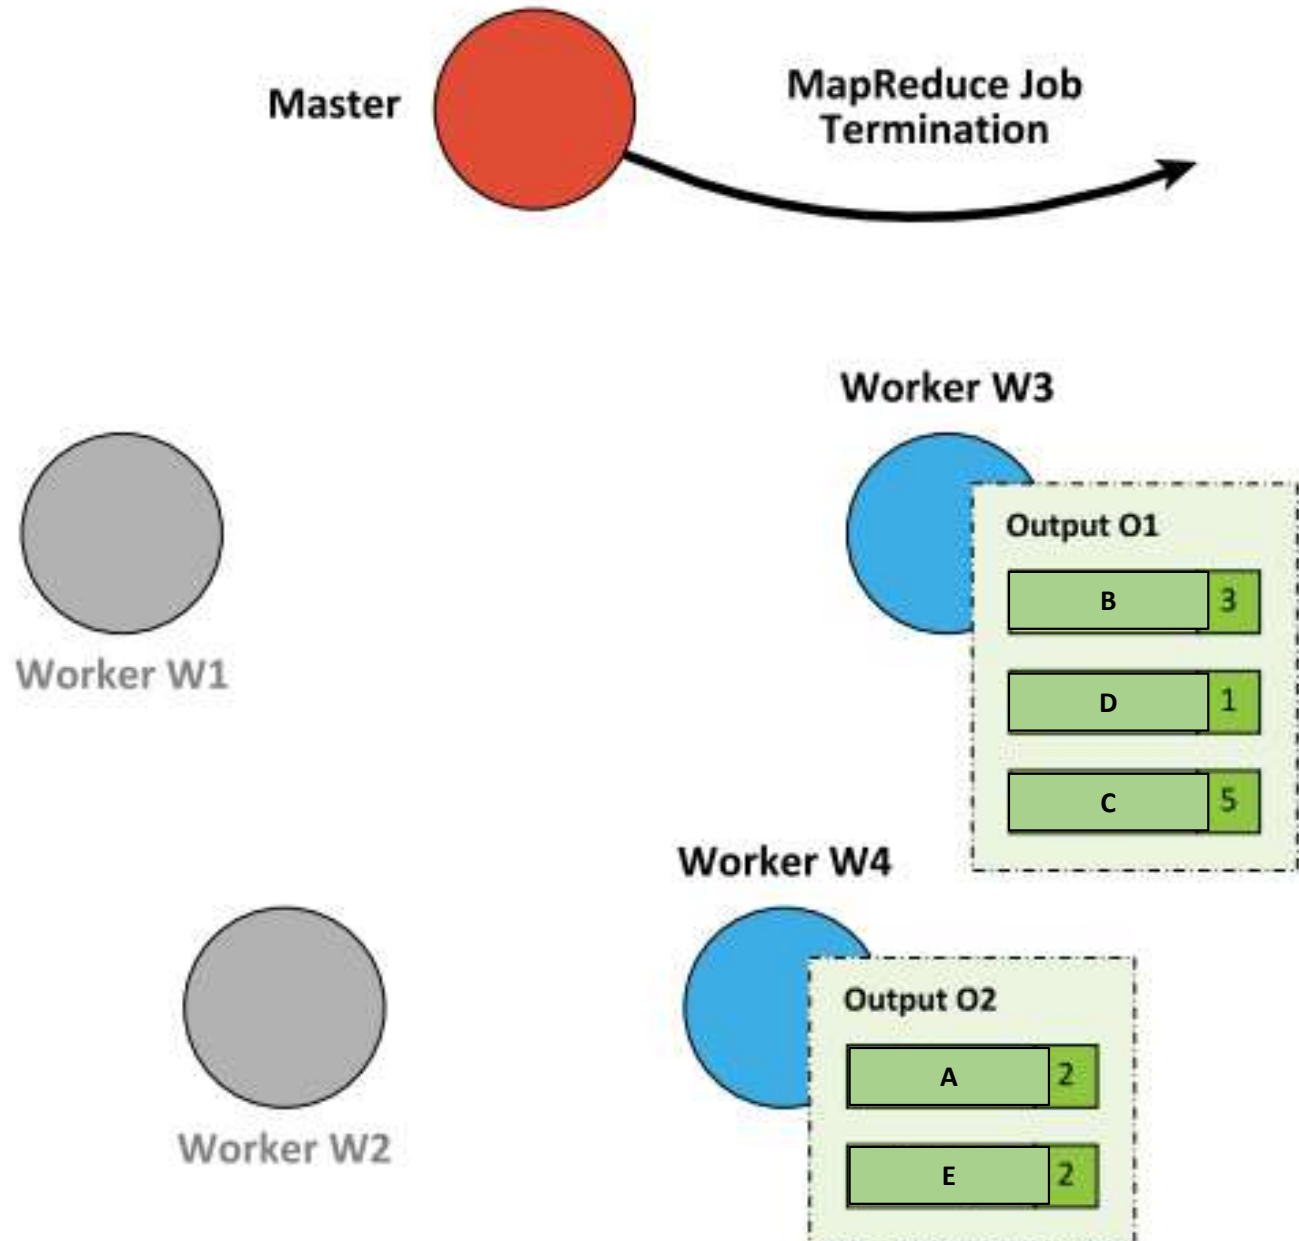 Master
MapReduce Job
Termination
Worker W3
Output O1
B 3
D 1
C 5
Worker W1
Worker W4
Output O2
A 2
E 2
Worker W2